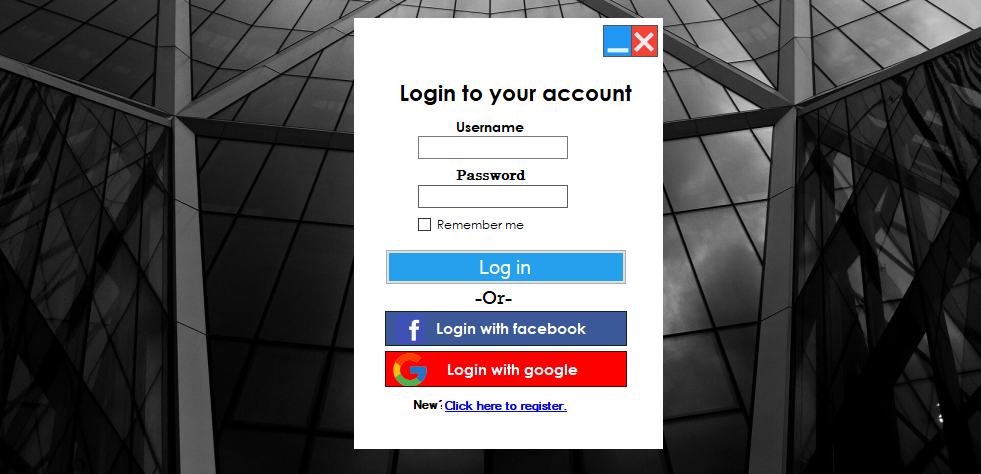 Login to your account
Username
Password
Remember me
Log in
-Or-
f Login with facebook
G Login with google
New? Click here to register.